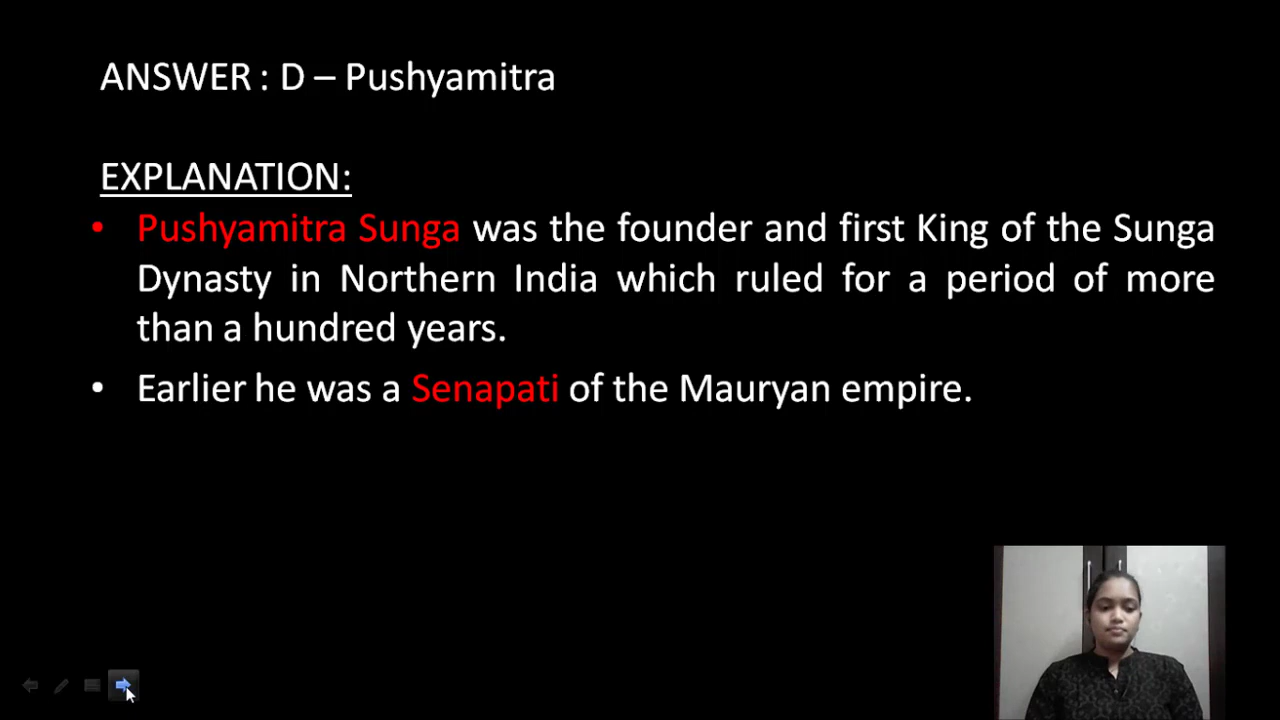 ANSWER : D – Pushyamitra
EXPLANATION:
• Pushyamitra Sunga was the founder and first King of the Sunga
Dynasty in Northern India which ruled for a period of more
than a hundred years.
• Earlier he was a Senapati of the Mauryan empire.